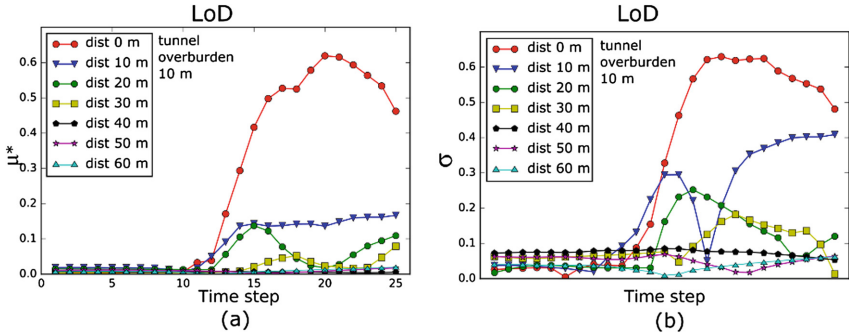 LoD
dist 0 m
dist 10 m
dist 20 m
dist 30 m
dist 40 m
dist 50 m
dist 60 m
tunnel
overburden
10 m
μ*
0.6
0.5
0.4
0.3
0.2
0.1
0.0
0 5 10 15 20 25
Time step
(a)
LoD
dist 0 m
dist 10 m
dist 20 m
dist 30 m
dist 40 m
dist 50 m
dist 60 m
tunnel
overburden
10 m
σ
0.6
0.5
0.4
0.3
0.2
0.1
0.0
Time step
(b)